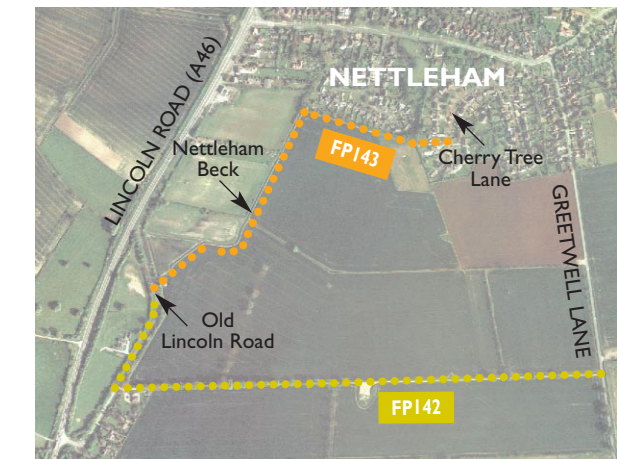 NETTLEHAM
LINCOLN ROAD (A46)
Nettleham
Beck
FP143
Cherry Tree
Lane
GREETWELL LANE
Old
Lincoln Road
FP142